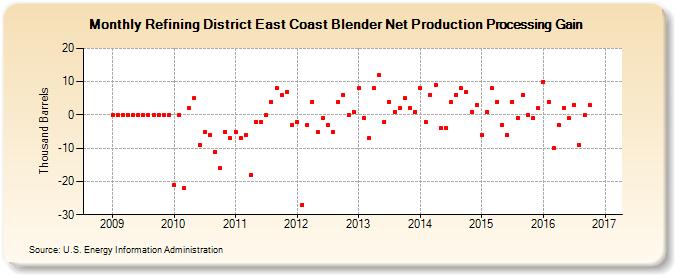 Monthly Refining District East Coast Blender Net Production Processing Gain
Thousand Barrels
20
10
0
-10
-20
-30
2009 2010 2011 2012 2013 2014 2015 2016 2017
Source: U.S. Energy Information Administration